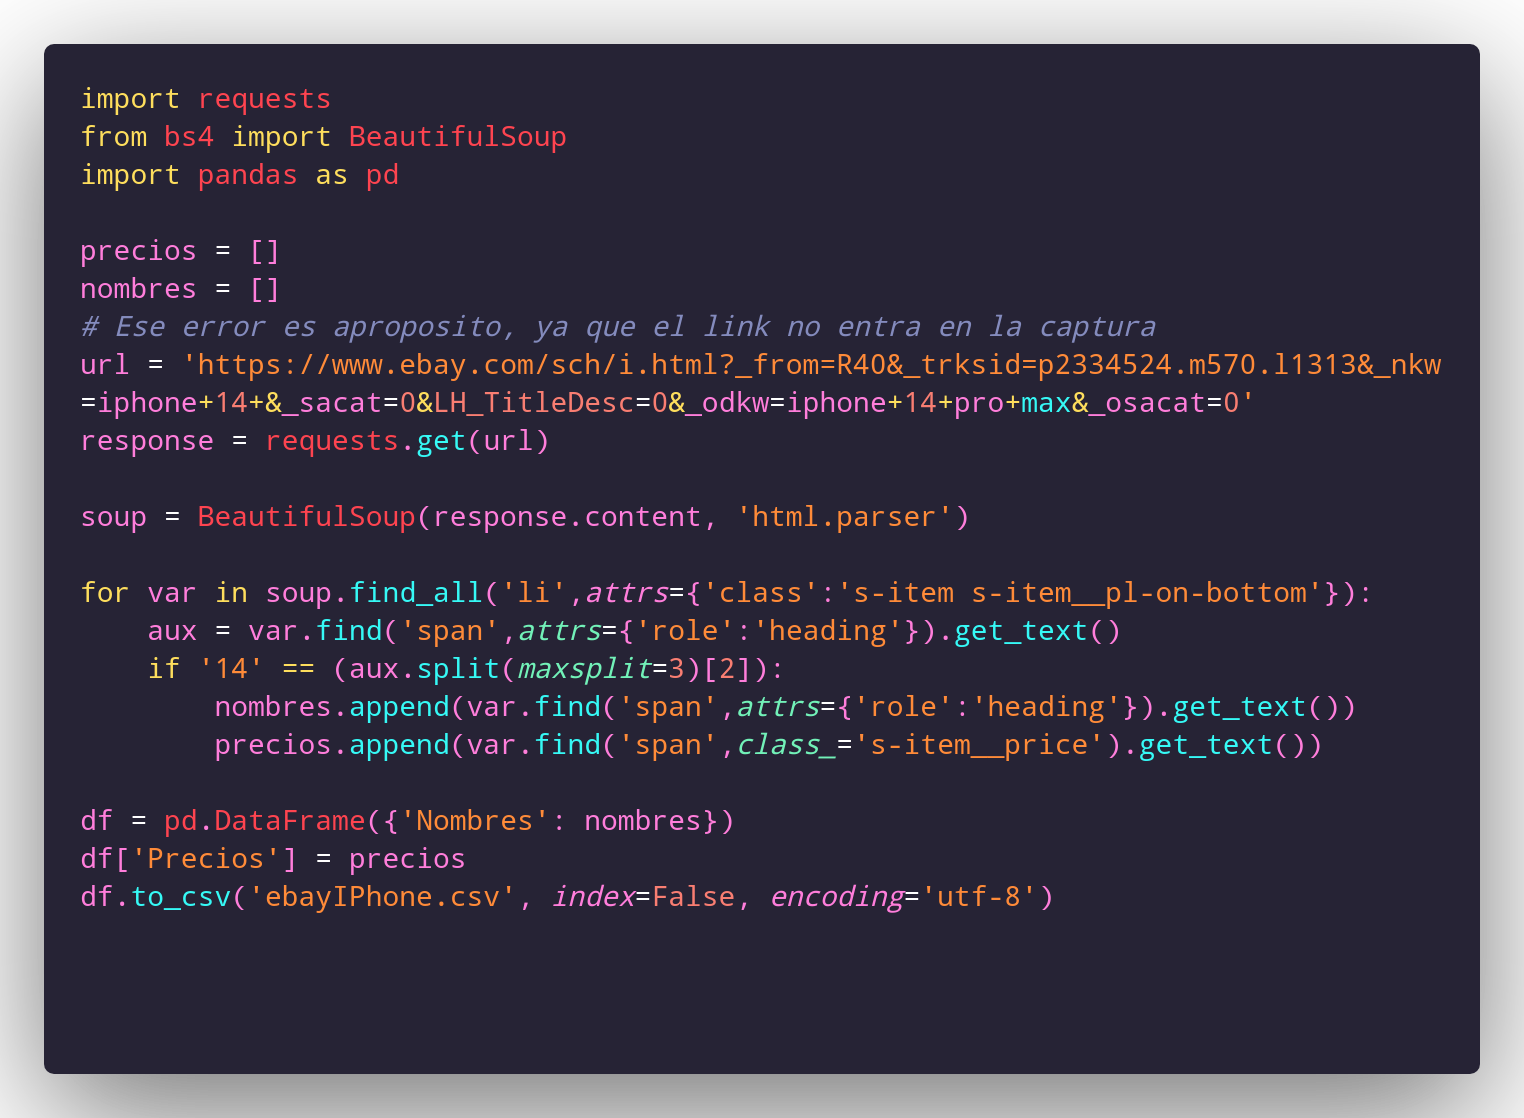 import requests
from bs4 import BeautifulSoup
import pandas as pd
precios = []
nombres = []
# Ese error es aproposito, ya que el link no entra en la captura
url = 'https://www.ebay.com/sch/i.html?_from=R40&_trksid=p2334524.m570.l1313&_nkw
=iphone+14+&_sacat=0&LH_TitleDesc=0&_odkw=iphone+14+pro+max&_osacat=0'
response = requests.get(url)
soup = BeautifulSoup(response.content, 'html.parser')
for var in soup.find_all('li',attrs={'class':'s-item s-item__pl-on-bottom'}):
    aux = var.find('span',attrs={'role':'heading'}).get_text()
    if '14' == (aux.split(maxsplit=3)[2]):
        nombres.append(var.find('span',attrs={'role':'heading'}).get_text())
        precios.append(var.find('span',class_='s-item__price').get_text())
df = pd.DataFrame({'Nombres': nombres})
df['Precios'] = precios
df.to_csv('ebayIPhone.csv', index=False, encoding='utf-8')